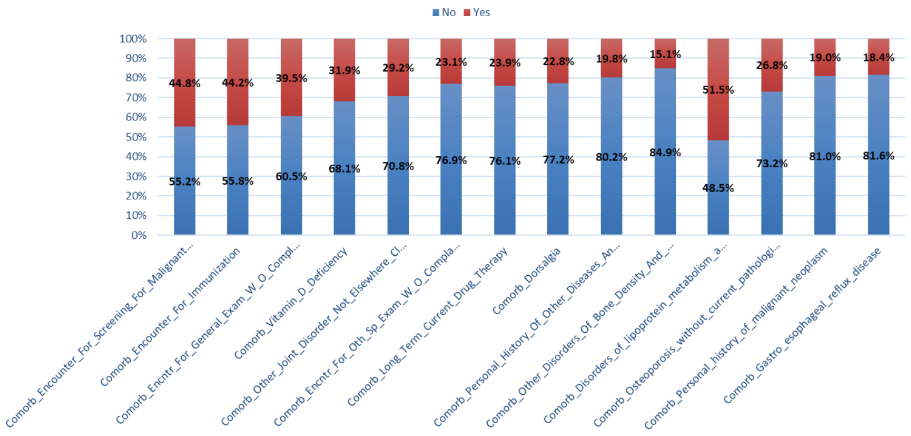 No Yes
100%
90%
80%
70%
60%
50%
40%
30%
20%
10%
0%
44.8% 44.2% 39.5% 31.9% 29.2% 23.1% 23.9% 22.8% 19.8% 15.1% 51.5% 26.8% 19.0% 18.4%
55.2% 55.8% 60.5% 68.1% 70.8% 76.9% 76.1% 77.2% 80.2% 84.9% 48.5% 73.2% 81.0% 81.6%
Comorb_Encounter_For_Screening_For_Malignant...
Comorb_Encounter_For_Immunization
Comorb_Encntr_For_General_Exam_W_O_Compl...
Comorb_Vitamin_D_Deficiency
Comorb_Other_Joint_Disorder_Not_Elsewhere_Cl...
Comorb_Encntr_For_Oth_Sp_Exam_W_O_Compla...
Comorb_Long_Term_Current_Drug_Therapy
Comorb_Dorsalgia
Comorb_Personal_History_Of_Other_Diseases_An...
Comorb_Other_Disorders_Of_Bone_Density_And_...
Comorb_Disorders_of_lipoprotein_metabolism_a...
Comorb_Osteoporosis_without_current_pathologi...
Comorb_Personal_history_of_malignant_neoplasm
Comorb_Gastro_esophageal_reflux_disease